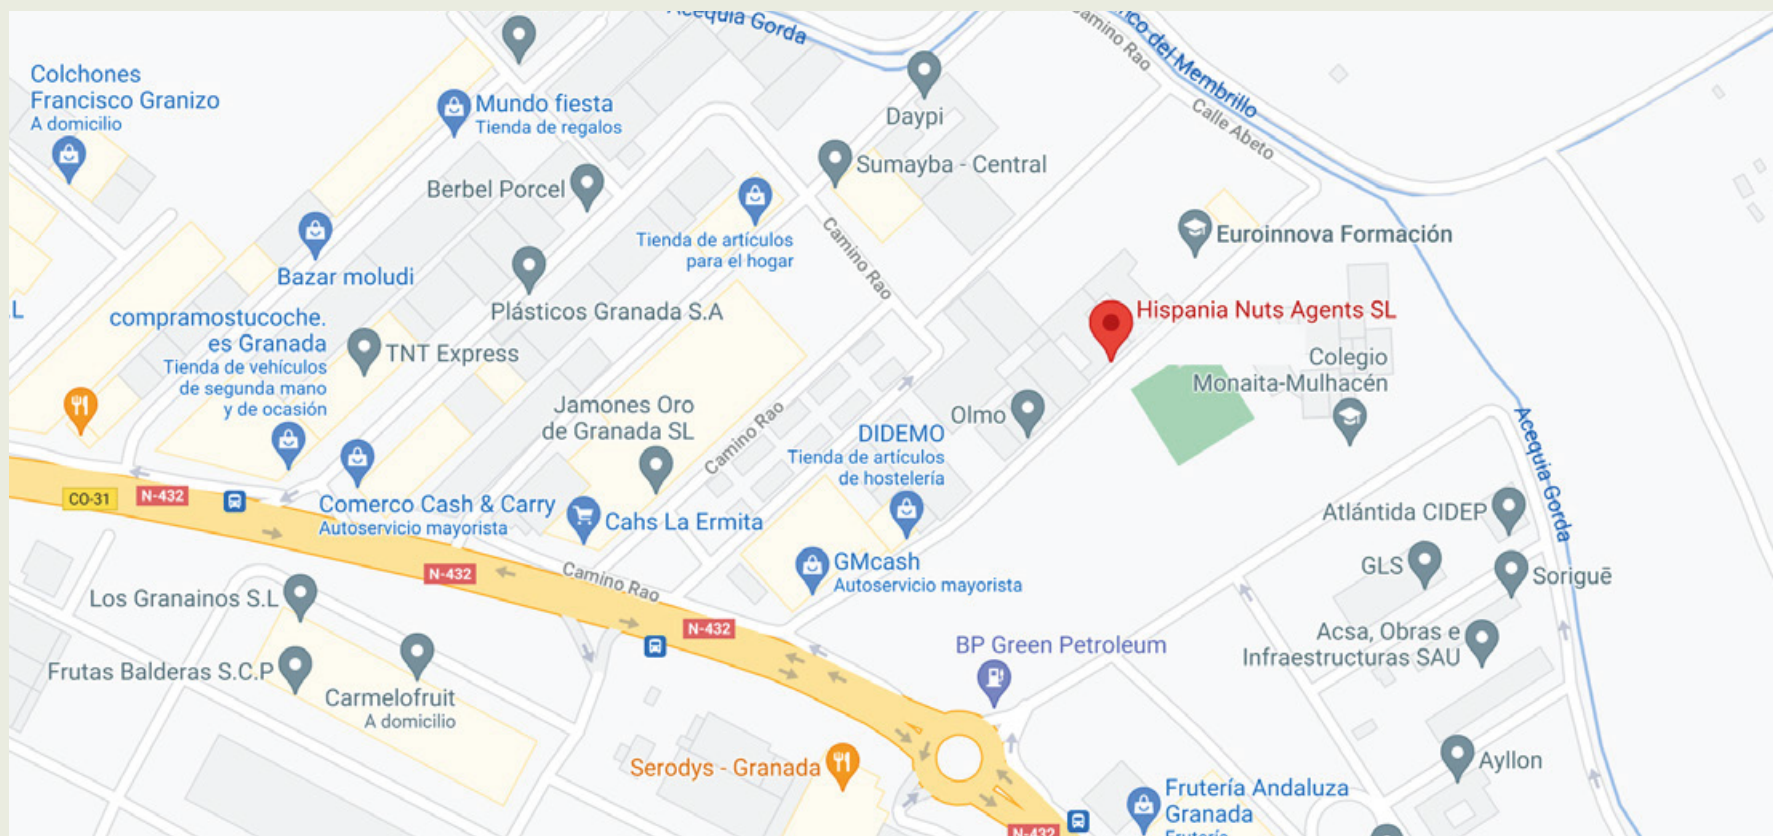 Acequia Gorda
Camino Rao
nco del Membrillo
Colchones
Francisco Granizo
A domicilio
Mundo fiesta
Tienda de regalos
Daypi
Calle Abeto
Berbel Porcel
Sumayba - Central
Tienda de artículos
para el hogar
Camino Rao
Euroinnova Formación
Bazar moludi
.L
compramostucoche.
es Granada
Tienda de vehículos
de segunda mano
y de ocasión
Plásticos Granada S.A
TNT Express
Hispania Nuts Agents SL
Colegio
Monaita-Mulhacén
Jamones Oro
de Granada SL
Camino Rao
Olmo
DIDEMO
Tienda de artículos
de hostelería
Acequia Gorda
CO-31
N-432
Comerco Cash & Carry
Autoservicio mayorista
Cahs La Ermita
Atlántida CIDEP
GMcash
Autoservicio mayorista
GLS
Sorigué
N-432
Camino Rao
Los Granainos S.L
N-432
BP Green Petroleum
Acsa, Obras e
Infraestructuras SAU
Frutas Balderas S.C.P
Carmelofruit
A domicilio
Serodys - Granada
Ayllon
Frutería Andaluza
Granada
Frutería
N-432